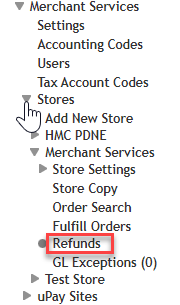 Merchant Services
Settings
Accounting Codes
Users
Tax Account Codes
Stores
Add New Store
HMC PDNE
Merchant Services
Store Settings
Store Copy
Order Search
Fulfill Orders
Refunds
GL Exceptions (0)
Test Store
uPay Sites